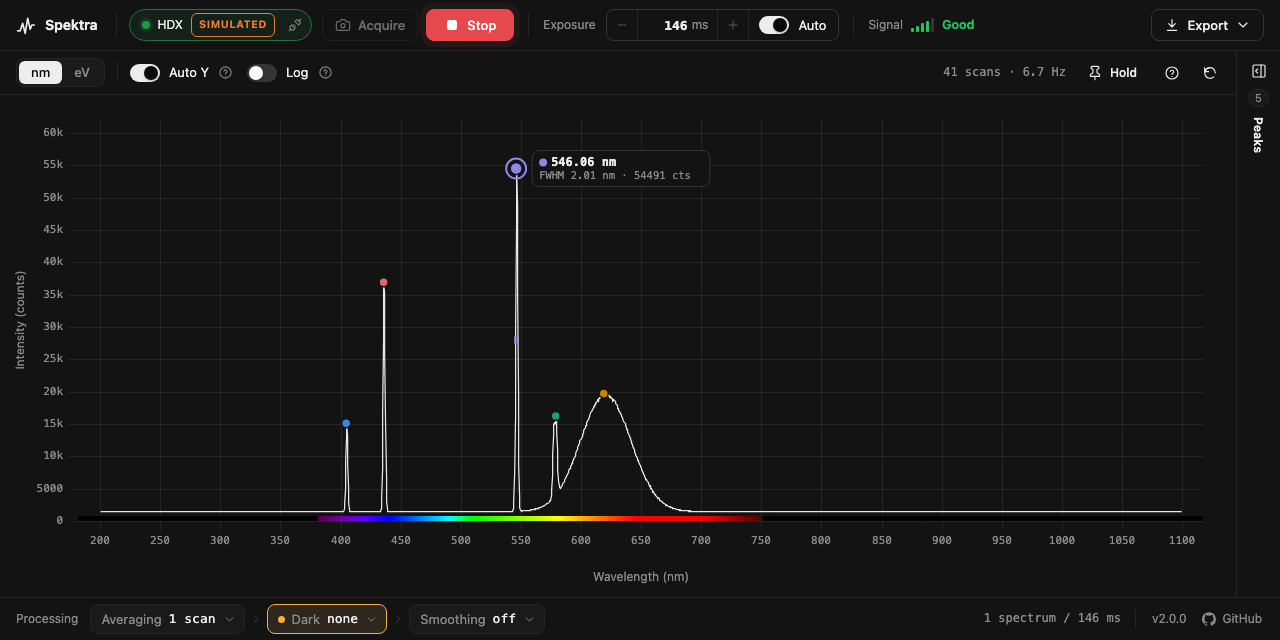 Spektra HDX SIMULATED Acquire Stop Exposure − 146 ms + Auto Signal Good Export
nm eV Auto Y ? Log ? 41 scans · 6.7 Hz Hold ?
5
Peaks
60k
55k
50k
45k
40k
35k
30k
25k
20k
15k
10k
5000
0
Intensity (counts)
546.06 nm
FWHM 2.01 nm · 54491 cts
200 250 300 350 400 450 500 550 600 650 700 750 800 850 900 950 1000 1050 1100
Wavelength (nm)
Processing Averaging 1 scan Dark none Smoothing off 1 spectrum / 146 ms v2.0.0 GitHub